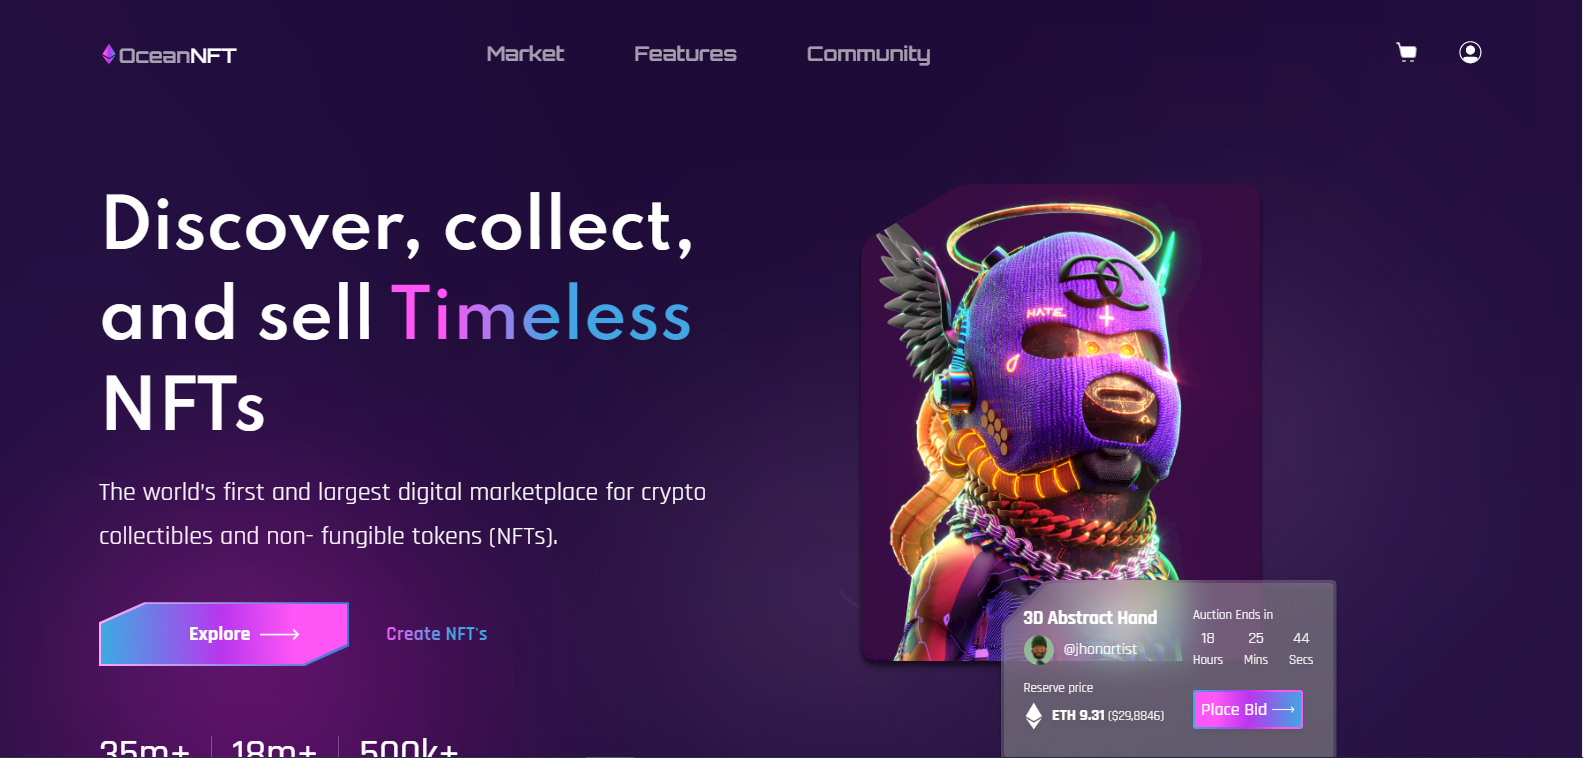 OceanNFT
Market Features Community
Discover, collect,
and sell Timeless
NFTs
The world's first and largest digital marketplace for crypto
collectibles and non- fungible tokens (NFTs).
Explore
Create NFT's
35m+ 18m+ 500k+
HATE
3D Abstract Hand
@jhonartist
Auction Ends in
18 25 44
Hours Mins Secs
Reserve price
ETH 9.31 ($29,8846)
Place Bid